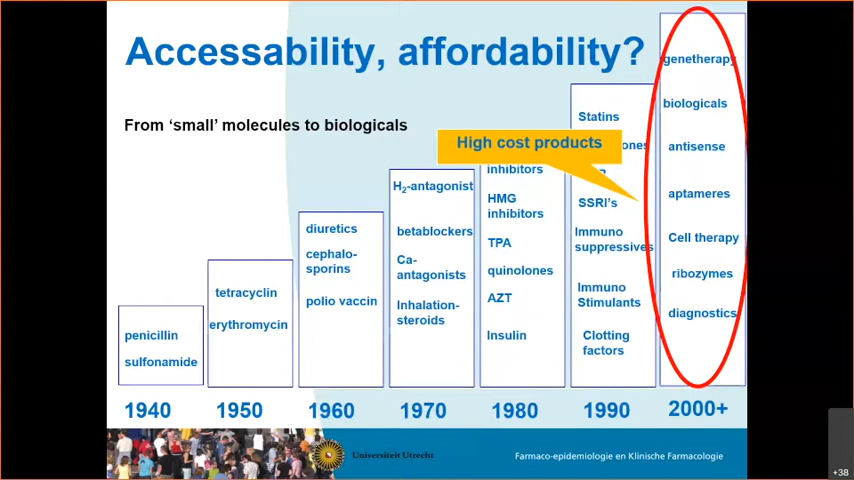 Accessability, affordability?
From 'small' molecules to biologicals
High cost products
penicillin
sulfonamide
1940
tetracyclin
erythromycin
1950
diuretics
cephalo-
sporins
polio vaccin
1960
H2-antagonist
betablockers
Ca-
antagonists
Inhalation-
steroids
1970
inhibitors
HMG
inhibitors
TPA
quinolones
AZT
Insulin
1980
Statins
SSRI's
Immuno
suppressives
Immuno
Stimulants
Clotting
factors
1990
genetherapy
biologicals
antisense
aptameres
Cell therapy
ribozymes
diagnostics
2000+
Universiteit Utrecht
Farmaco-epidemiologie en Klinische Farmacologie
+38